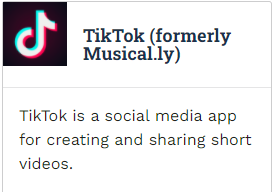 TikTok (formerly
Musical.ly)
TikTok is a social media app
for creating and sharing short
videos.